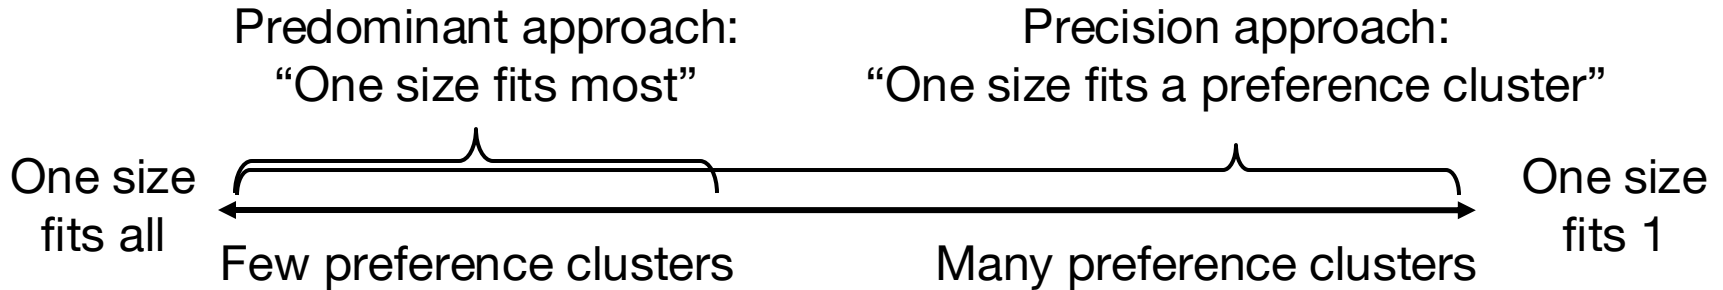 Predominant approach:
“One size fits most”
Precision approach:
“One size fits a preference cluster”
One size
fits all
One size
fits 1
Few preference clusters
Many preference clusters